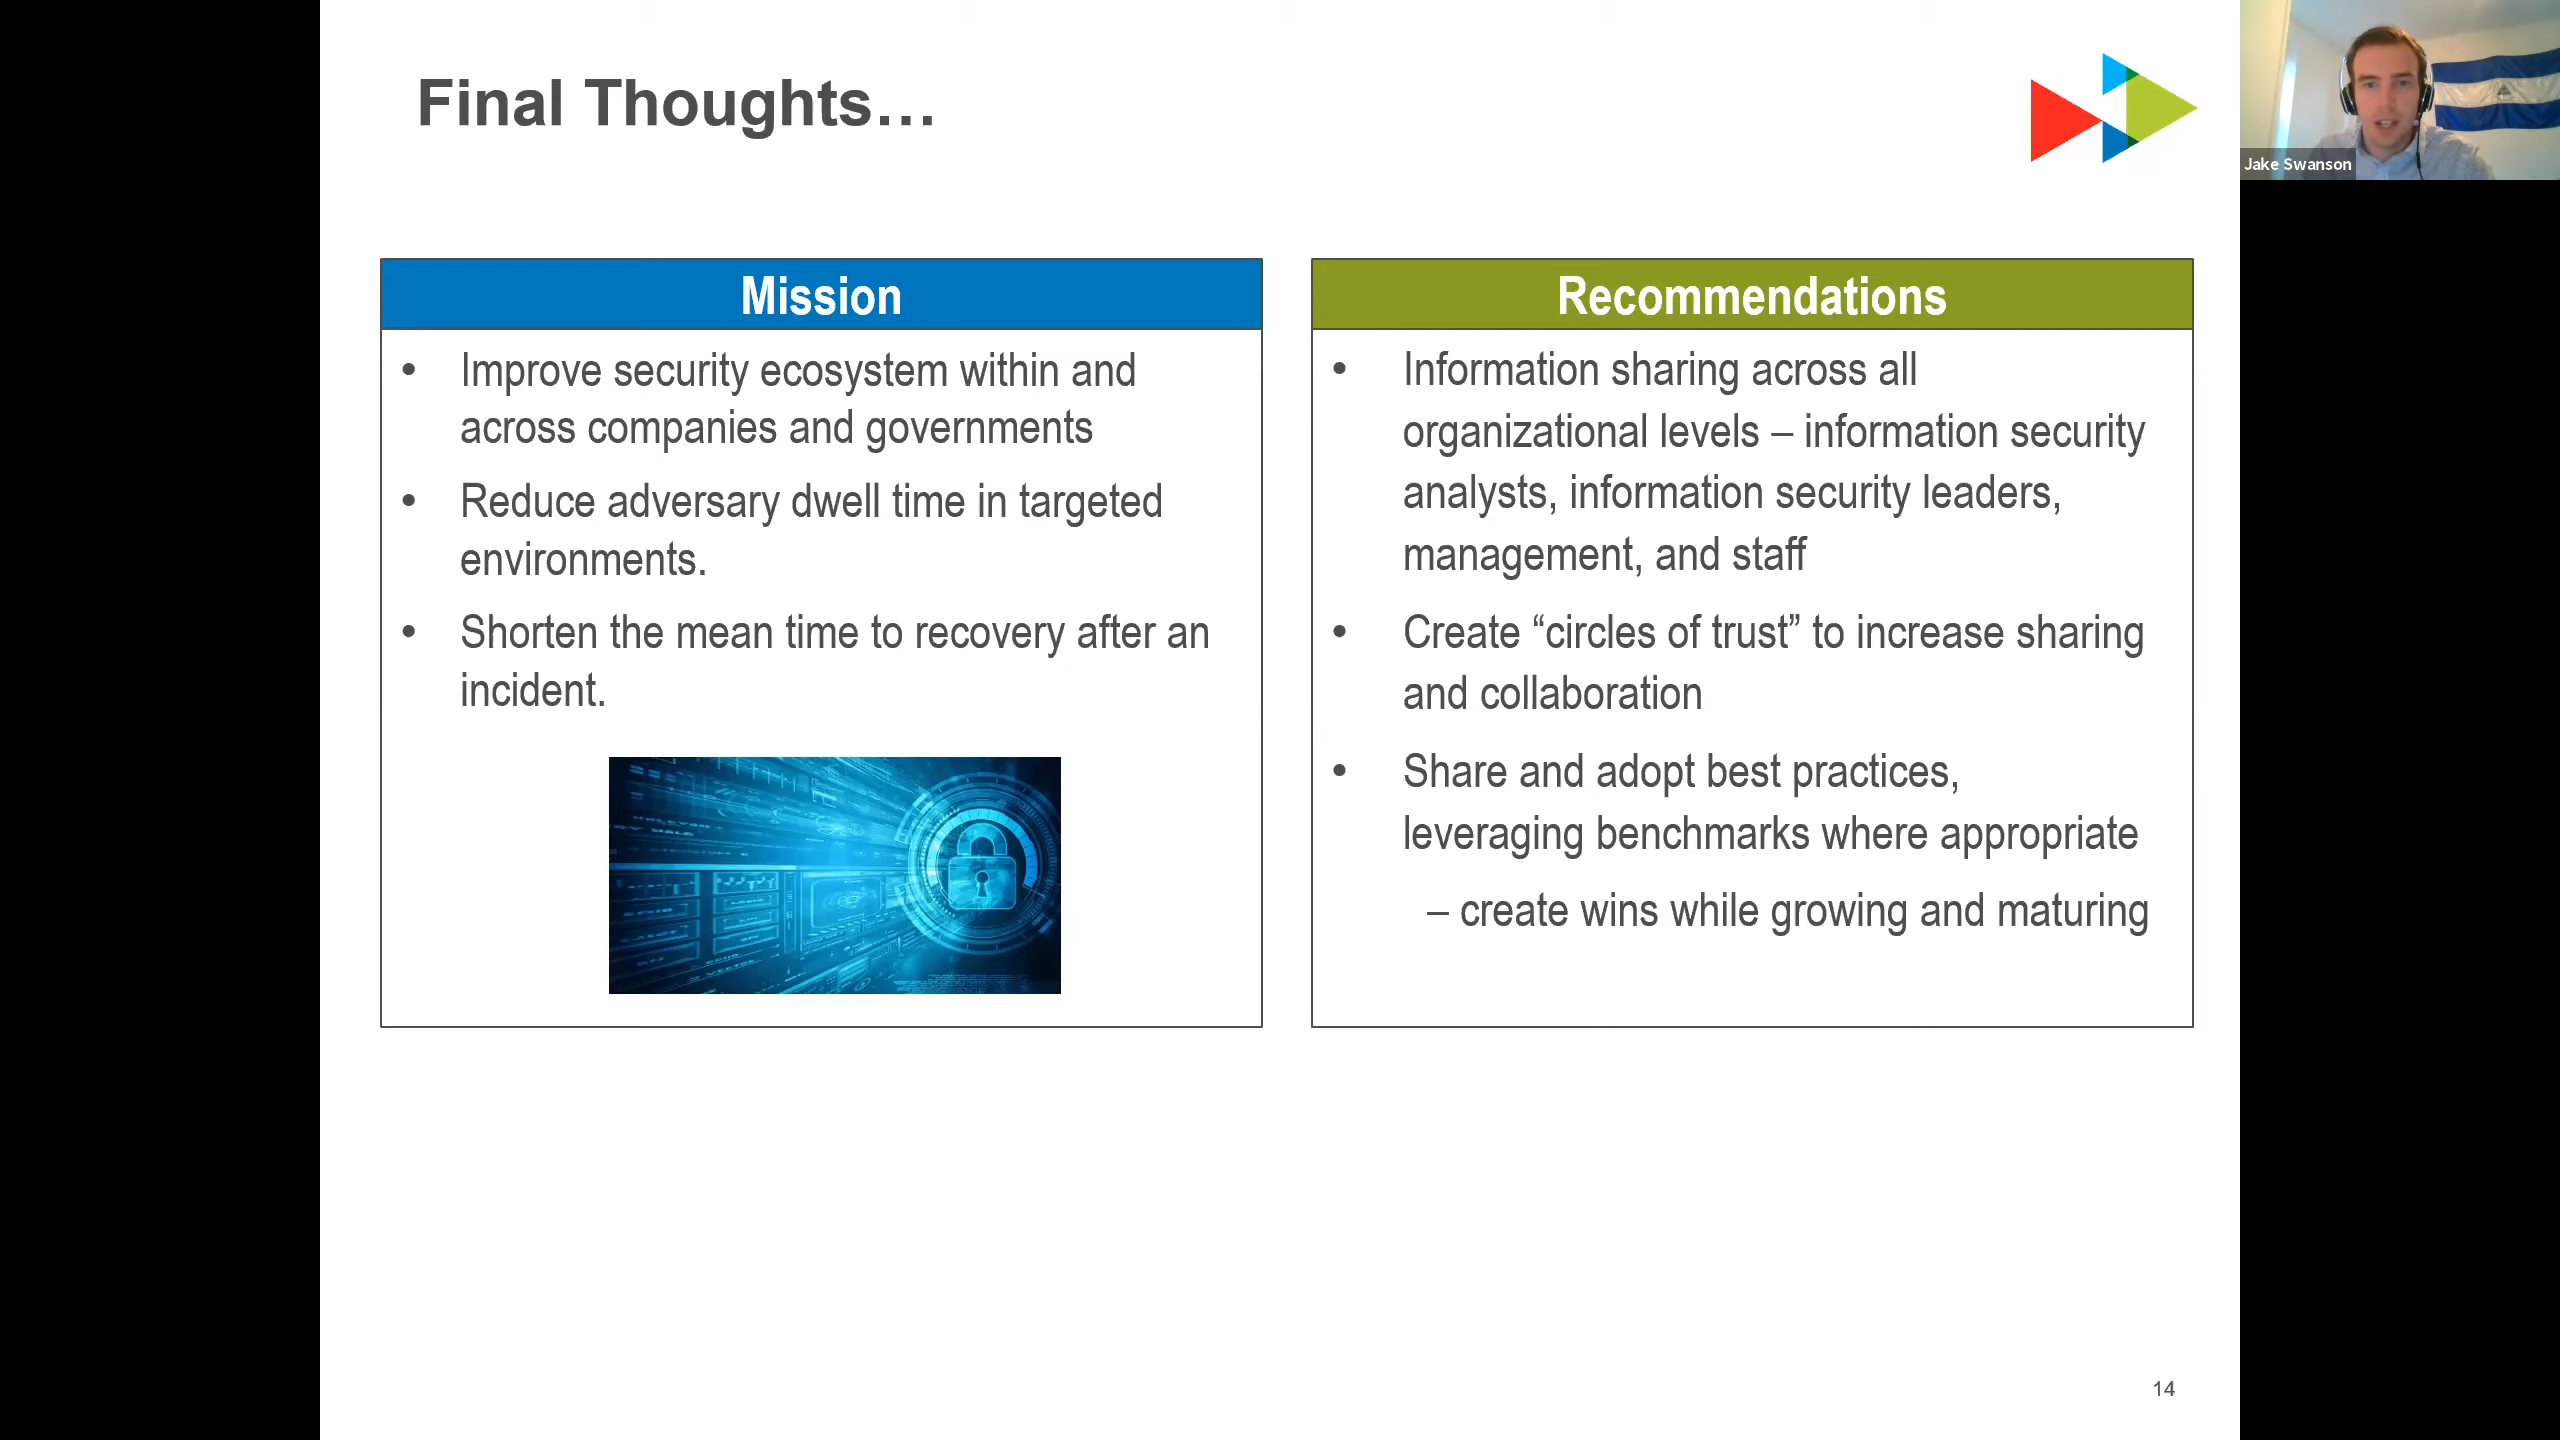 Final Thoughts…
Jake Swanson
Mission
• Improve security ecosystem within and
across companies and governments
• Reduce adversary dwell time in targeted
environments.
• Shorten the mean time to recovery after an
incident.
Recommendations
• Information sharing across all
organizational levels – information security
analysts, information security leaders,
management, and staff
• Create “circles of trust” to increase sharing
and collaboration
• Share and adopt best practices,
leveraging benchmarks where appropriate
– create wins while growing and maturing
14